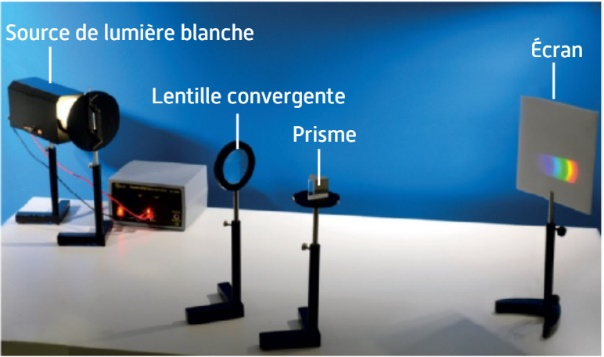 Source de lumière blanche
Écran
Lentille convergente
Prisme